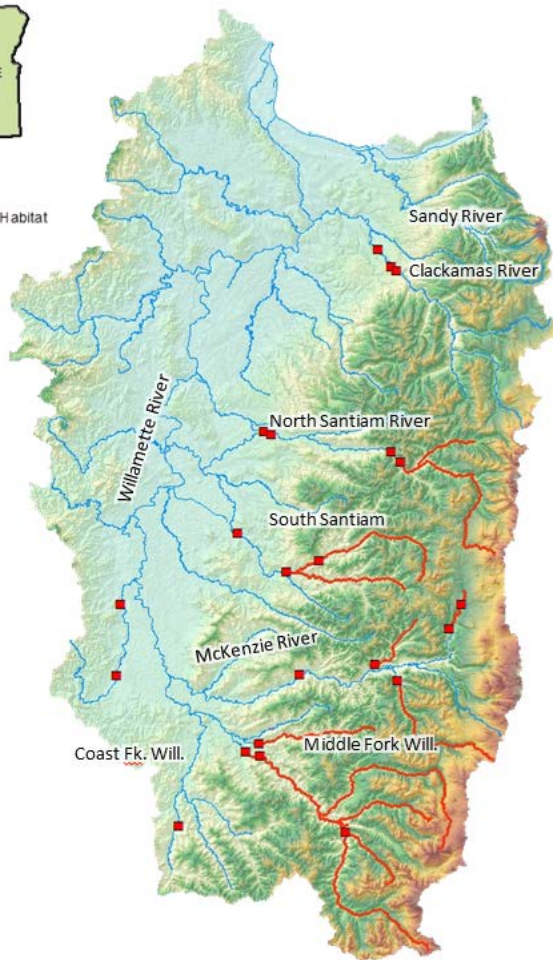 Habitat
Sandy River
Clackamas River
Willamette River
North Santiam River
South Santiam
McKenzie River
Coast Fk. Will.
Middle Fork Will.